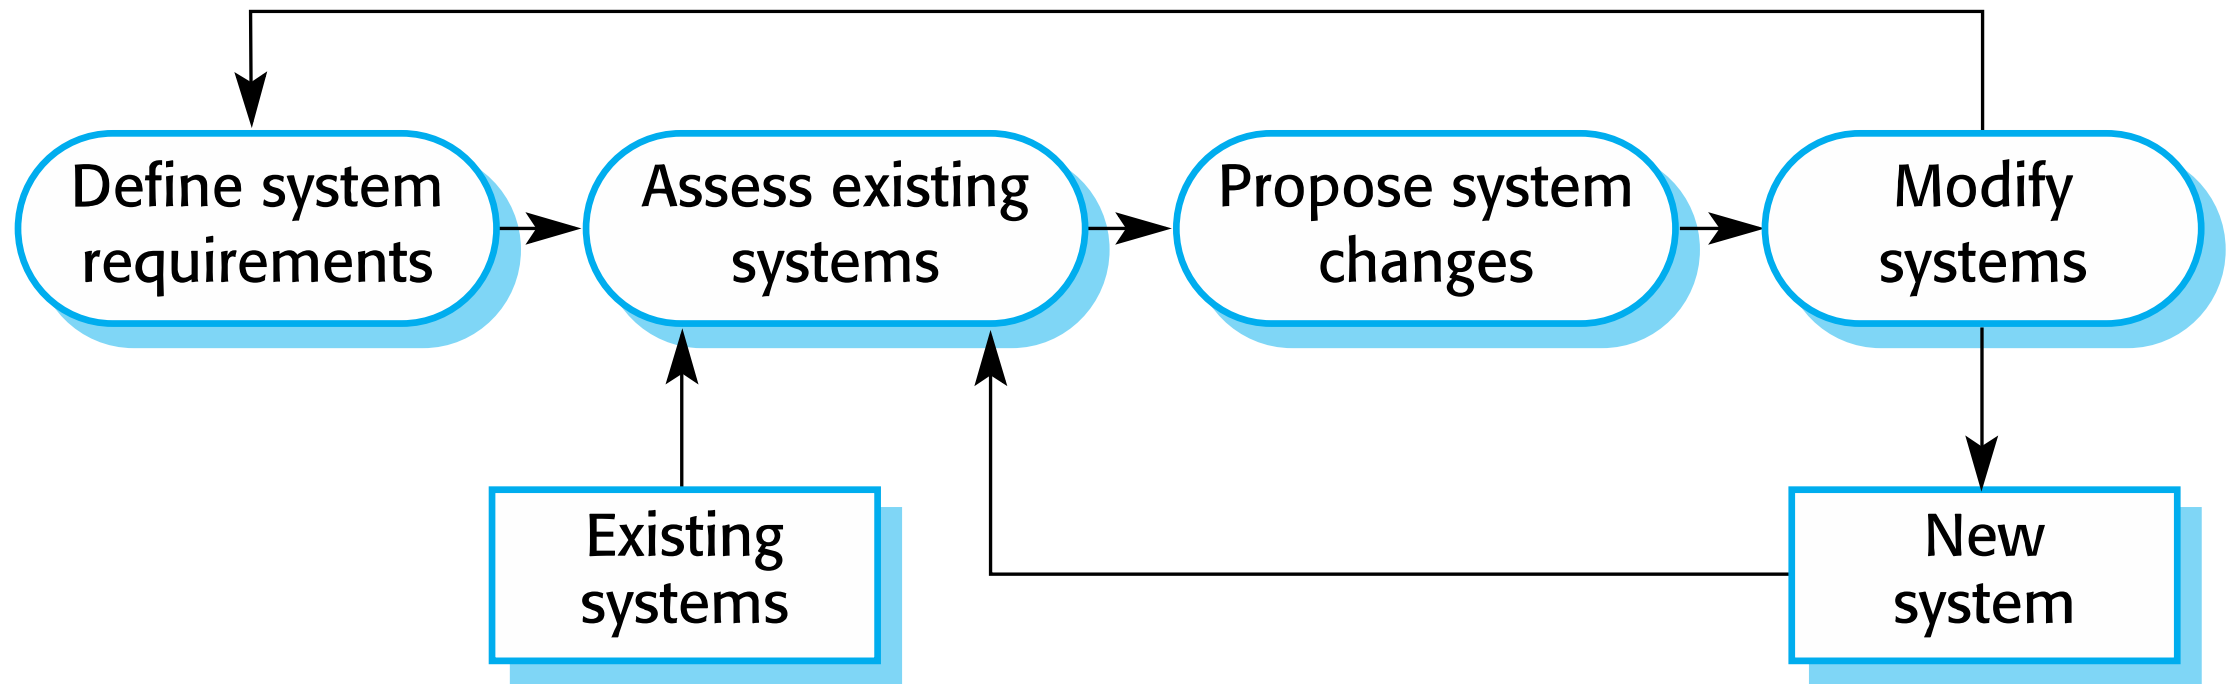 Define system
requirements
Assess existing
systems
Propose system
changes
Modify
systems
Existing
systems
New
system